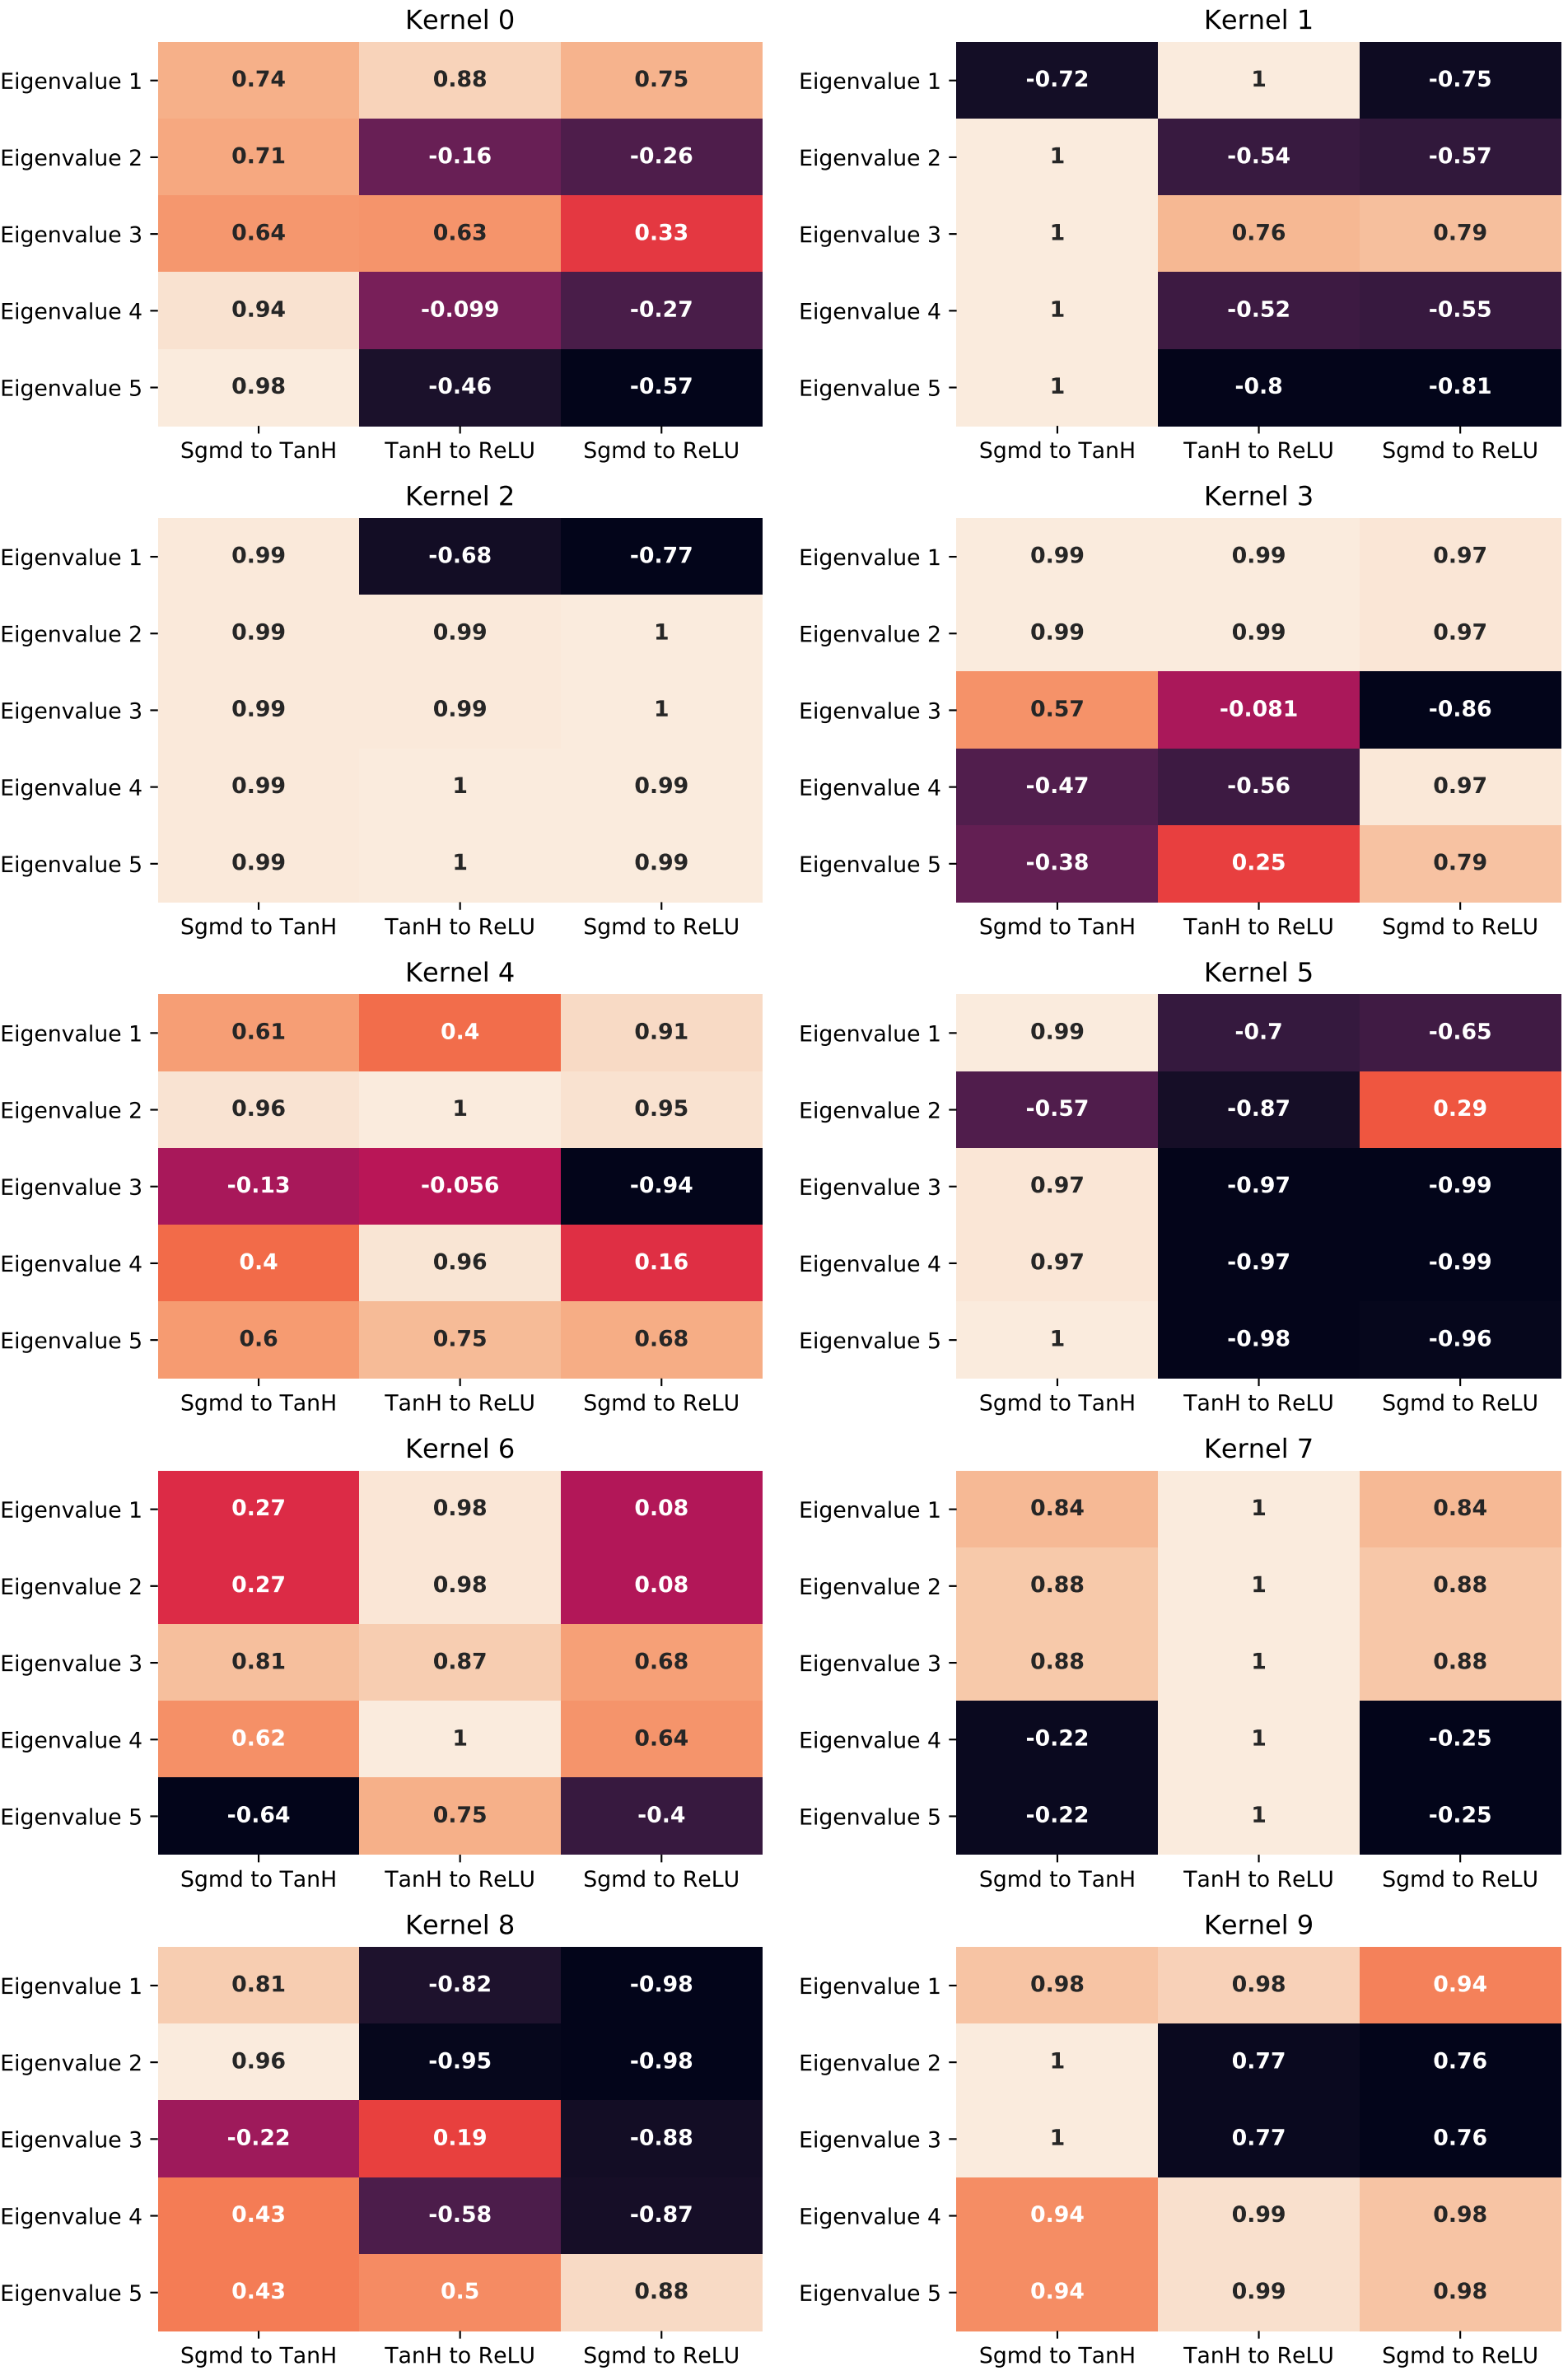 Kernel 0
Eigenvalue 1 0.74 0.88 0.75
Eigenvalue 2 0.71 -0.16 -0.26
Eigenvalue 3 0.64 0.63 0.33
Eigenvalue 4 0.94 -0.099 -0.27
Eigenvalue 5 0.98 -0.46 -0.57
Sgmd to TanH TanH to ReLU Sgmd to ReLU
Kernel 1
Eigenvalue 1 -0.72 1 -0.75
Eigenvalue 2 1 -0.54 -0.57
Eigenvalue 3 1 0.76 0.79
Eigenvalue 4 1 -0.52 -0.55
Eigenvalue 5 1 -0.8 -0.81
Sgmd to TanH TanH to ReLU Sgmd to ReLU
Kernel 2
Eigenvalue 1 0.99 -0.68 -0.77
Eigenvalue 2 0.99 0.99 1
Eigenvalue 3 0.99 0.99 1
Eigenvalue 4 0.99 1 0.99
Eigenvalue 5 0.99 1 0.99
Sgmd to TanH TanH to ReLU Sgmd to ReLU
Kernel 3
Eigenvalue 1 0.99 0.99 0.97
Eigenvalue 2 0.99 0.99 0.97
Eigenvalue 3 0.57 -0.081 -0.86
Eigenvalue 4 -0.47 -0.56 0.97
Eigenvalue 5 -0.38 0.25 0.79
Sgmd to TanH TanH to ReLU Sgmd to ReLU
Kernel 4
Eigenvalue 1 0.61 0.4 0.91
Eigenvalue 2 0.96 1 0.95
Eigenvalue 3 -0.13 -0.056 -0.94
Eigenvalue 4 0.4 0.96 0.16
Eigenvalue 5 0.6 0.75 0.68
Sgmd to TanH TanH to ReLU Sgmd to ReLU
Kernel 5
Eigenvalue 1 0.99 -0.7 -0.65
Eigenvalue 2 -0.57 -0.87 0.29
Eigenvalue 3 0.97 -0.97 -0.99
Eigenvalue 4 0.97 -0.97 -0.99
Eigenvalue 5 1 -0.98 -0.96
Sgmd to TanH TanH to ReLU Sgmd to ReLU
Kernel 6
Eigenvalue 1 0.27 0.98 0.08
Eigenvalue 2 0.27 0.98 0.08
Eigenvalue 3 0.81 0.87 0.68
Eigenvalue 4 0.62 1 0.64
Eigenvalue 5 -0.64 0.75 -0.4
Sgmd to TanH TanH to ReLU Sgmd to ReLU
Kernel 7
Eigenvalue 1 0.84 1 0.84
Eigenvalue 2 0.88 1 0.88
Eigenvalue 3 0.88 1 0.88
Eigenvalue 4 -0.22 1 -0.25
Eigenvalue 5 -0.22 1 -0.25
Sgmd to TanH TanH to ReLU Sgmd to ReLU
Kernel 8
Eigenvalue 1 0.81 -0.82 -0.98
Eigenvalue 2 0.96 -0.95 -0.98
Eigenvalue 3 -0.22 0.19 -0.88
Eigenvalue 4 0.43 -0.58 -0.87
Eigenvalue 5 0.43 0.5 0.88
Sgmd to TanH TanH to ReLU Sgmd to ReLU
Kernel 9
Eigenvalue 1 0.98 0.98 0.94
Eigenvalue 2 1 0.77 0.76
Eigenvalue 3 1 0.77 0.76
Eigenvalue 4 0.94 0.99 0.98
Eigenvalue 5 0.94 0.99 0.98
Sgmd to TanH TanH to ReLU Sgmd to ReLU